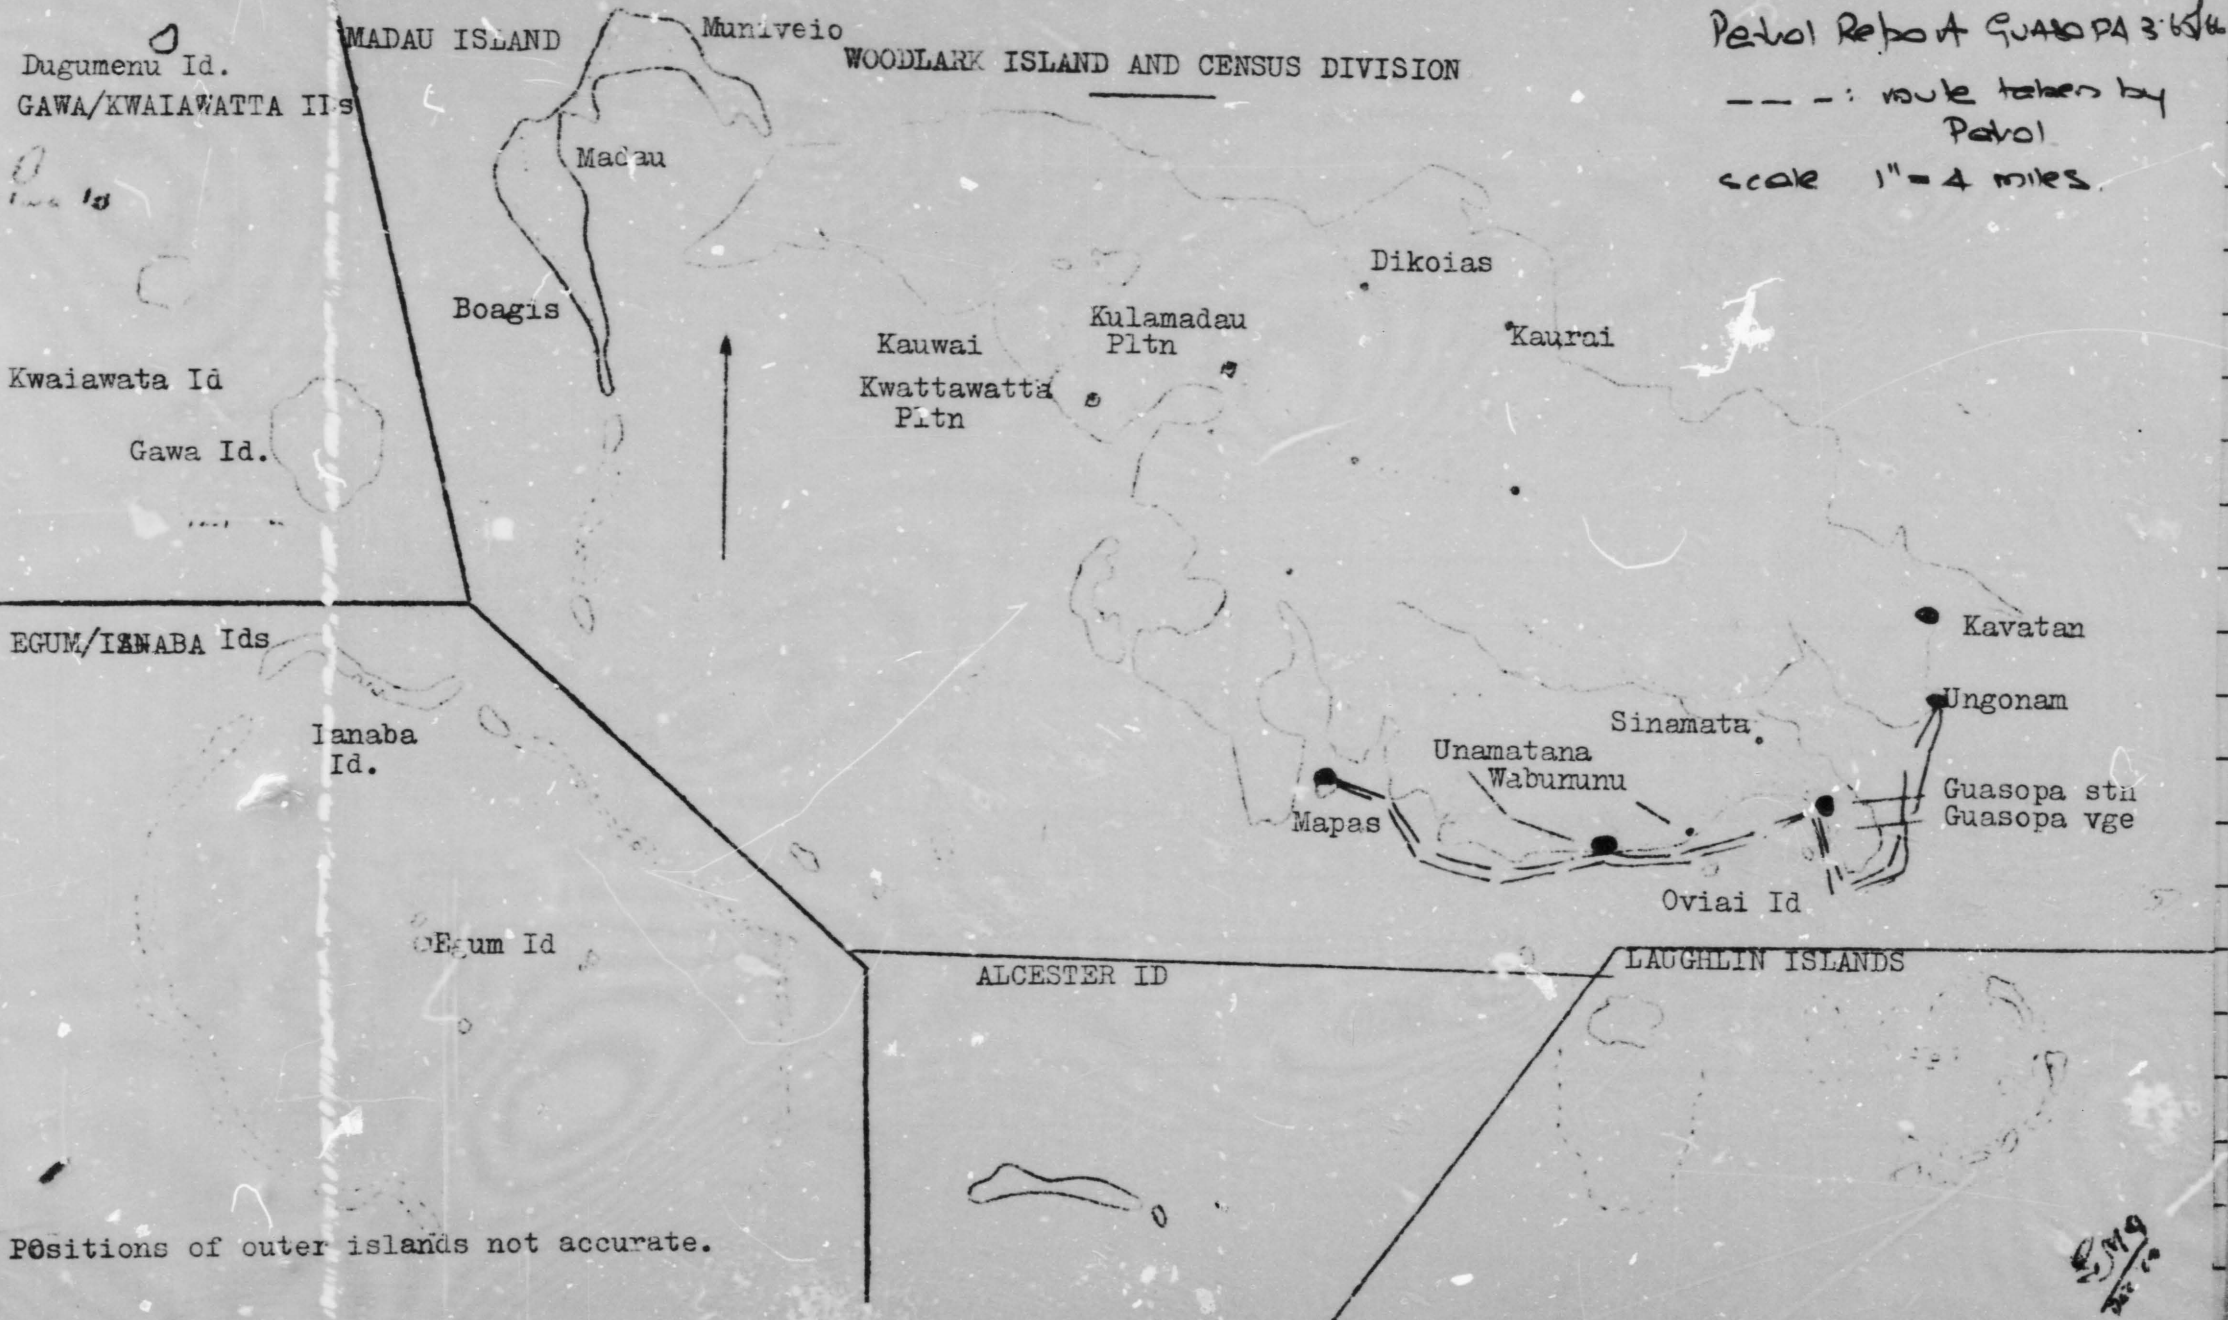 Patrol Report GUASOPA 3.65/66
– – – –: route taken by
Patrol
scale 1" = 4 miles.
WOODLARK ISLAND AND CENSUS DIVISION
MADAU ISLAND
Muniveio
Madau
Boagis
Dugumenu Id.
GAWA/KWAIAWATTA IIs
Kwaiawata Id
Gawa Id.
Dikoias
Kaurai
Kulamadau
Pltn
Kauwai
Kwattawatta
Pltn
EGUM/IANABA Ids
Ianaba
Id.
Egum Id
Kavatan
Ungonam
Sinamata
Unamatana
Wabununu
Guasopa stn
Guasopa vge
Mapas
Oviai Id
ALCESTER ID
LAUGHLIN ISLANDS
POsitions of outer islands not accurate.